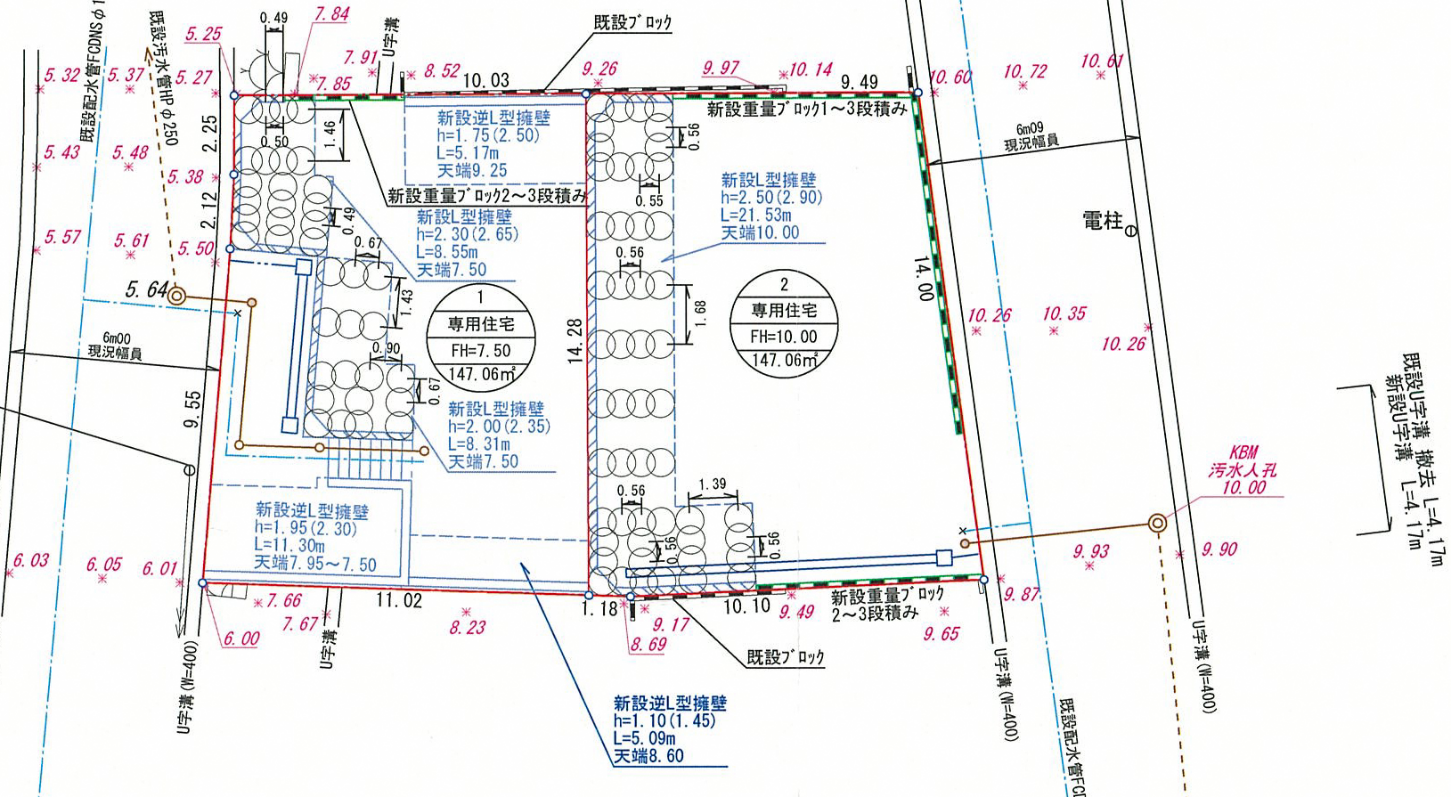 既設配水管FCDNSφ1
既設汚水管HPφ250
0.49
7.84
5.25
U字溝
既設ブロック
5.32
5.37
5.27
7.91
7.85
8.52
10.03
9.26
9.97
10.14
9.49
10.60
10.72
10.61
新設重量ブロック1～3段積み
2.25
0.50
1.46
新設逆L型擁壁
h=1.75(2.50)
L=5.17m
天端9.25
0.56
6m09
現況幅員
5.43
5.48
5.38
新設重量ブロック2～3段積み
0.55
新設L型擁壁
h=2.50(2.90)
L=21.53m
天端10.00
2.12
0.49
新設L型擁壁
h=2.30(2.65)
L=8.55m
天端7.50
電柱
5.57
5.61
5.50
0.67
0.56
14.00
5.64
1.43
1
専用住宅
FH=7.50
147.06㎡
14.28
1.68
2
専用住宅
FH=10.00
147.06㎡
10.26
10.35
10.26
6m00
現況幅員
0.90
0.67
9.55
新設L型擁壁
h=2.00(2.35)
L=8.31m
天端7.50
既設U字溝 撤去 L=4.17m
新設U字溝 L=4.17m
KBM
汚水人孔
10.00
新設逆L型擁壁
h=1.95(2.30)
L=11.30m
天端7.95～7.50
0.56
1.39
0.56
0.56
6.03
6.05
6.01
9.93
9.90
7.66
11.02
1.18
10.10
9.49
新設重量ブロック
2～3段積み
9.87
6.00
7.67
8.23
8.69
9.17
9.65
U字溝
既設ブロック
U字溝(W=400)
U字溝(W=400)
U字溝(W=400)
既設配水管FCD
新設逆L型擁壁
h=1.10(1.45)
L=5.09m
天端8.60